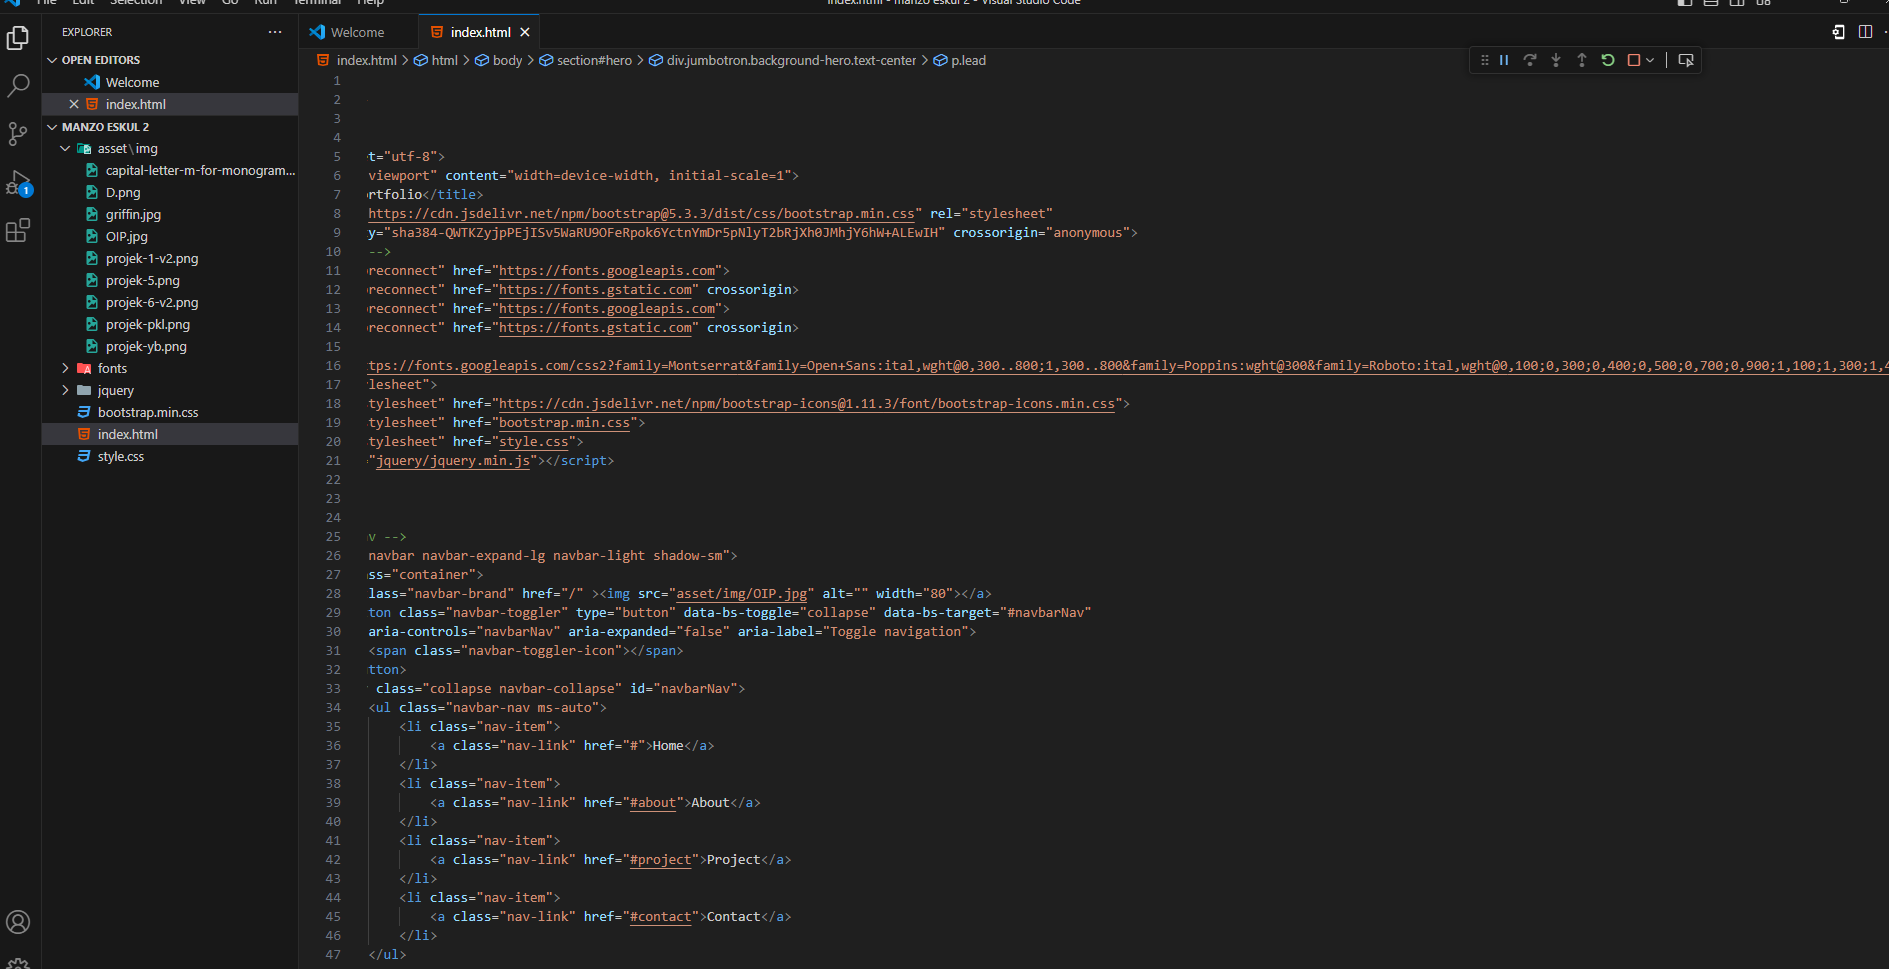 File Edit Selection View Go Run Terminal Help
index.html - manzo eskul 2 - Visual Studio Code
EXPLORER
OPEN EDITORS
Welcome
index.html
MANZO ESKUL 2
asset\img
capital-letter-m-for-monogram...
D.png
griffin.jpg
OIP.jpg
projek-1-v2.png
projek-5.png
projek-6-v2.png
projek-pkl.png
projek-yb.png
fonts
jquery
bootstrap.min.css
index.html
style.css
1
Welcome
index.html
index.html > html > body > section#hero > div.jumbotron.background-hero.text-center > p.lead
1
2
3
4
5 t="utf-8">
6 viewport" content="width=device-width, initial-scale=1">
7 rtfolio</title>
8 https://cdn.jsdelivr.net/npm/bootstrap@5.3.3/dist/css/bootstrap.min.css" rel="stylesheet"
9 y="sha384-QWTKZyjpPEjISv5WaRU9OFeRpok6YctnYmDr5pNlyT2bRjXh0JMhjY6hW+ALEwIH" crossorigin="anonymous">
10 -->
11 reconnect" href="https://fonts.googleapis.com">
12 reconnect" href="https://fonts.gstatic.com" crossorigin>
13 reconnect" href="https://fonts.googleapis.com">
14 reconnect" href="https://fonts.gstatic.com" crossorigin>
15
16 tps://fonts.googleapis.com/css2?family=Montserrat&family=Open+Sans:ital,wght@0,300..800;1,300..800&family=Poppins:wght@300&family=Roboto:ital,wght@0,100;0,300;0,400;0,500;0,700;0,900;1,100;1,300;1,4
17 lesheet">
18 tylesheet" href="https://cdn.jsdelivr.net/npm/bootstrap-icons@1.11.3/font/bootstrap-icons.min.css">
19 tylesheet" href="bootstrap.min.css">
20 tylesheet" href="style.css">
21 ="jquery/jquery.min.js"></script>
22
23
24
25 v -->
26 navbar navbar-expand-lg navbar-light shadow-sm">
27 ss="container">
28 lass="navbar-brand" href="/" ><img src="asset/img/OIP.jpg" alt="" width="80"></a>
29 ton class="navbar-toggler" type="button" data-bs-toggle="collapse" data-bs-target="#navbarNav"
30 aria-controls="navbarNav" aria-expanded="false" aria-label="Toggle navigation">
31 <span class="navbar-toggler-icon"></span>
32 tton>
33 class="collapse navbar-collapse" id="navbarNav">
34 <ul class="navbar-nav ms-auto">
35 <li class="nav-item">
36 <a class="nav-link" href="#">Home</a>
37 </li>
38 <li class="nav-item">
39 <a class="nav-link" href="#about">About</a>
40 </li>
41 <li class="nav-item">
42 <a class="nav-link" href="#project">Project</a>
43 </li>
44 <li class="nav-item">
45 <a class="nav-link" href="#contact">Contact</a>
46 </li>
47 </ul>